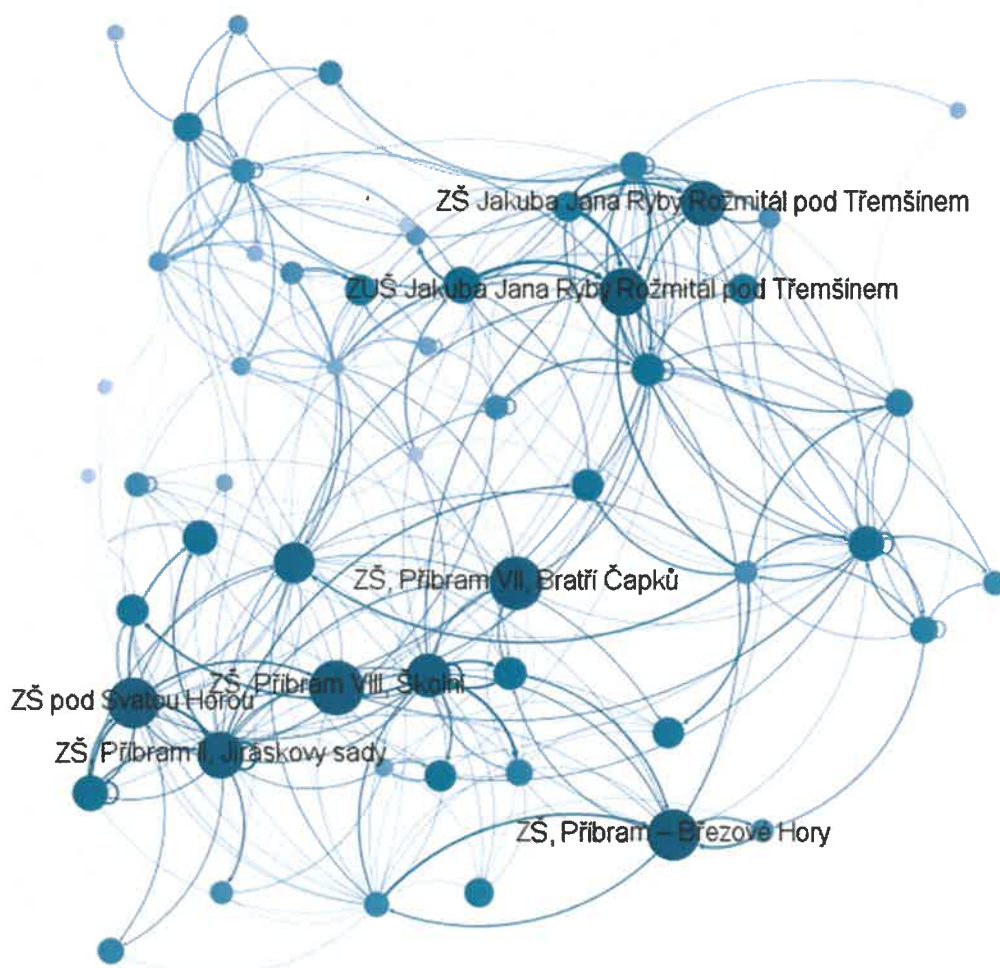 ZŠ Jakuba Jana Ryby Rožmitál pod Třemšínem
ZUŠ Jakuba Jana Ryby Rožmitál pod Třemšínem
ZŠ, Příbram VII, Bratří Čapků
ZŠ, Příbram VIII, Školní
ZŠ pod Svatou Horou
ZŠ, Příbram II, Jiráskovy sady
ZŠ, Příbram – Březové Hory